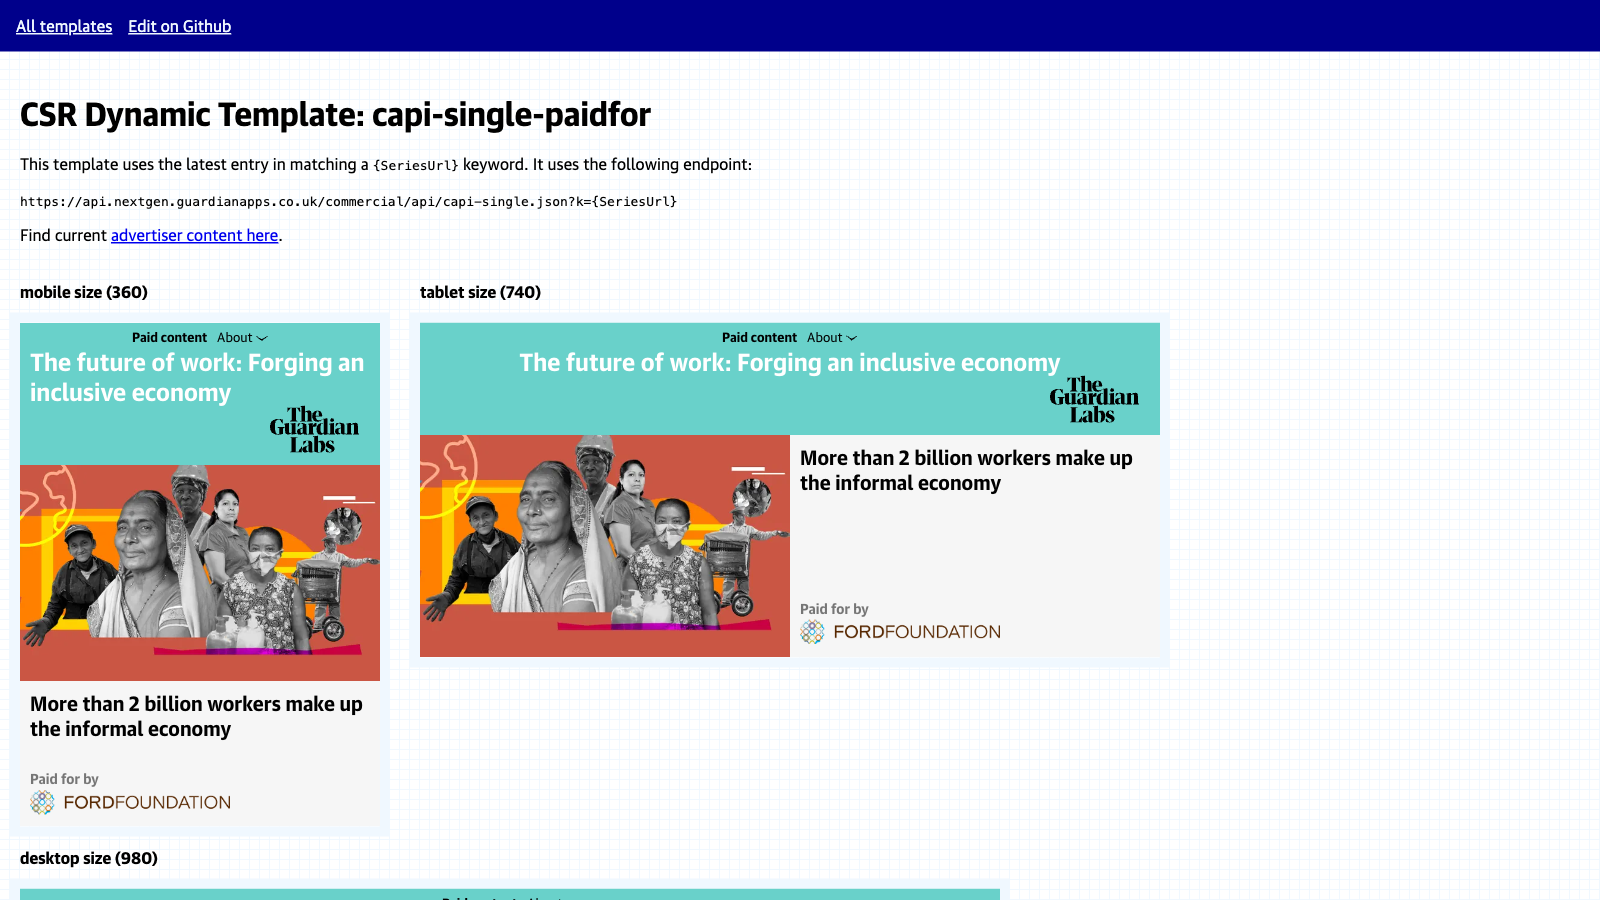 All templates Edit on Github
CSR Dynamic Template: capi-single-paidfor
This template uses the latest entry in matching a {SeriesUrl} keyword. It uses the following endpoint:
https://api.nextgen.guardianapps.co.uk/commercial/api/capi-single.json?k={SeriesUrl}
Find current advertiser content here.
mobile size (360)
Paid content About
The future of work: Forging an
inclusive economy
The
Guardian
Labs
More than 2 billion workers make up
the informal economy
Paid for by
FORDFOUNDATION
tablet size (740)
Paid content About
The future of work: Forging an inclusive economy
The
Guardian
Labs
More than 2 billion workers make up
the informal economy
Paid for by
FORDFOUNDATION
desktop size (980)